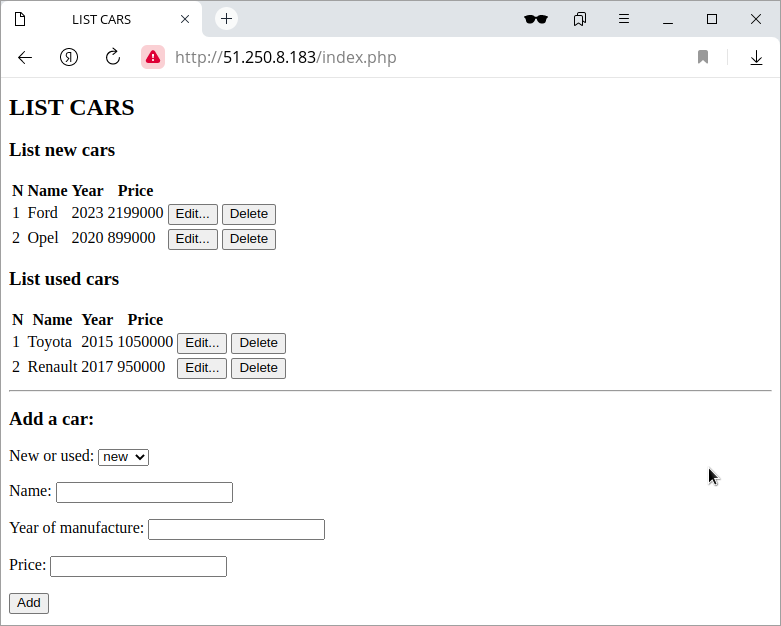 LIST CARS
http://51.250.8.183/index.php
LIST CARS
List new cars
N Name Year Price
1 Ford 2023 2199000 Edit... Delete
2 Opel 2020 899000 Edit... Delete
List used cars
N Name Year Price
1 Toyota 2015 1050000 Edit... Delete
2 Renault 2017 950000 Edit... Delete
Add a car:
New or used: new
Name:
Year of manufacture:
Price:
Add